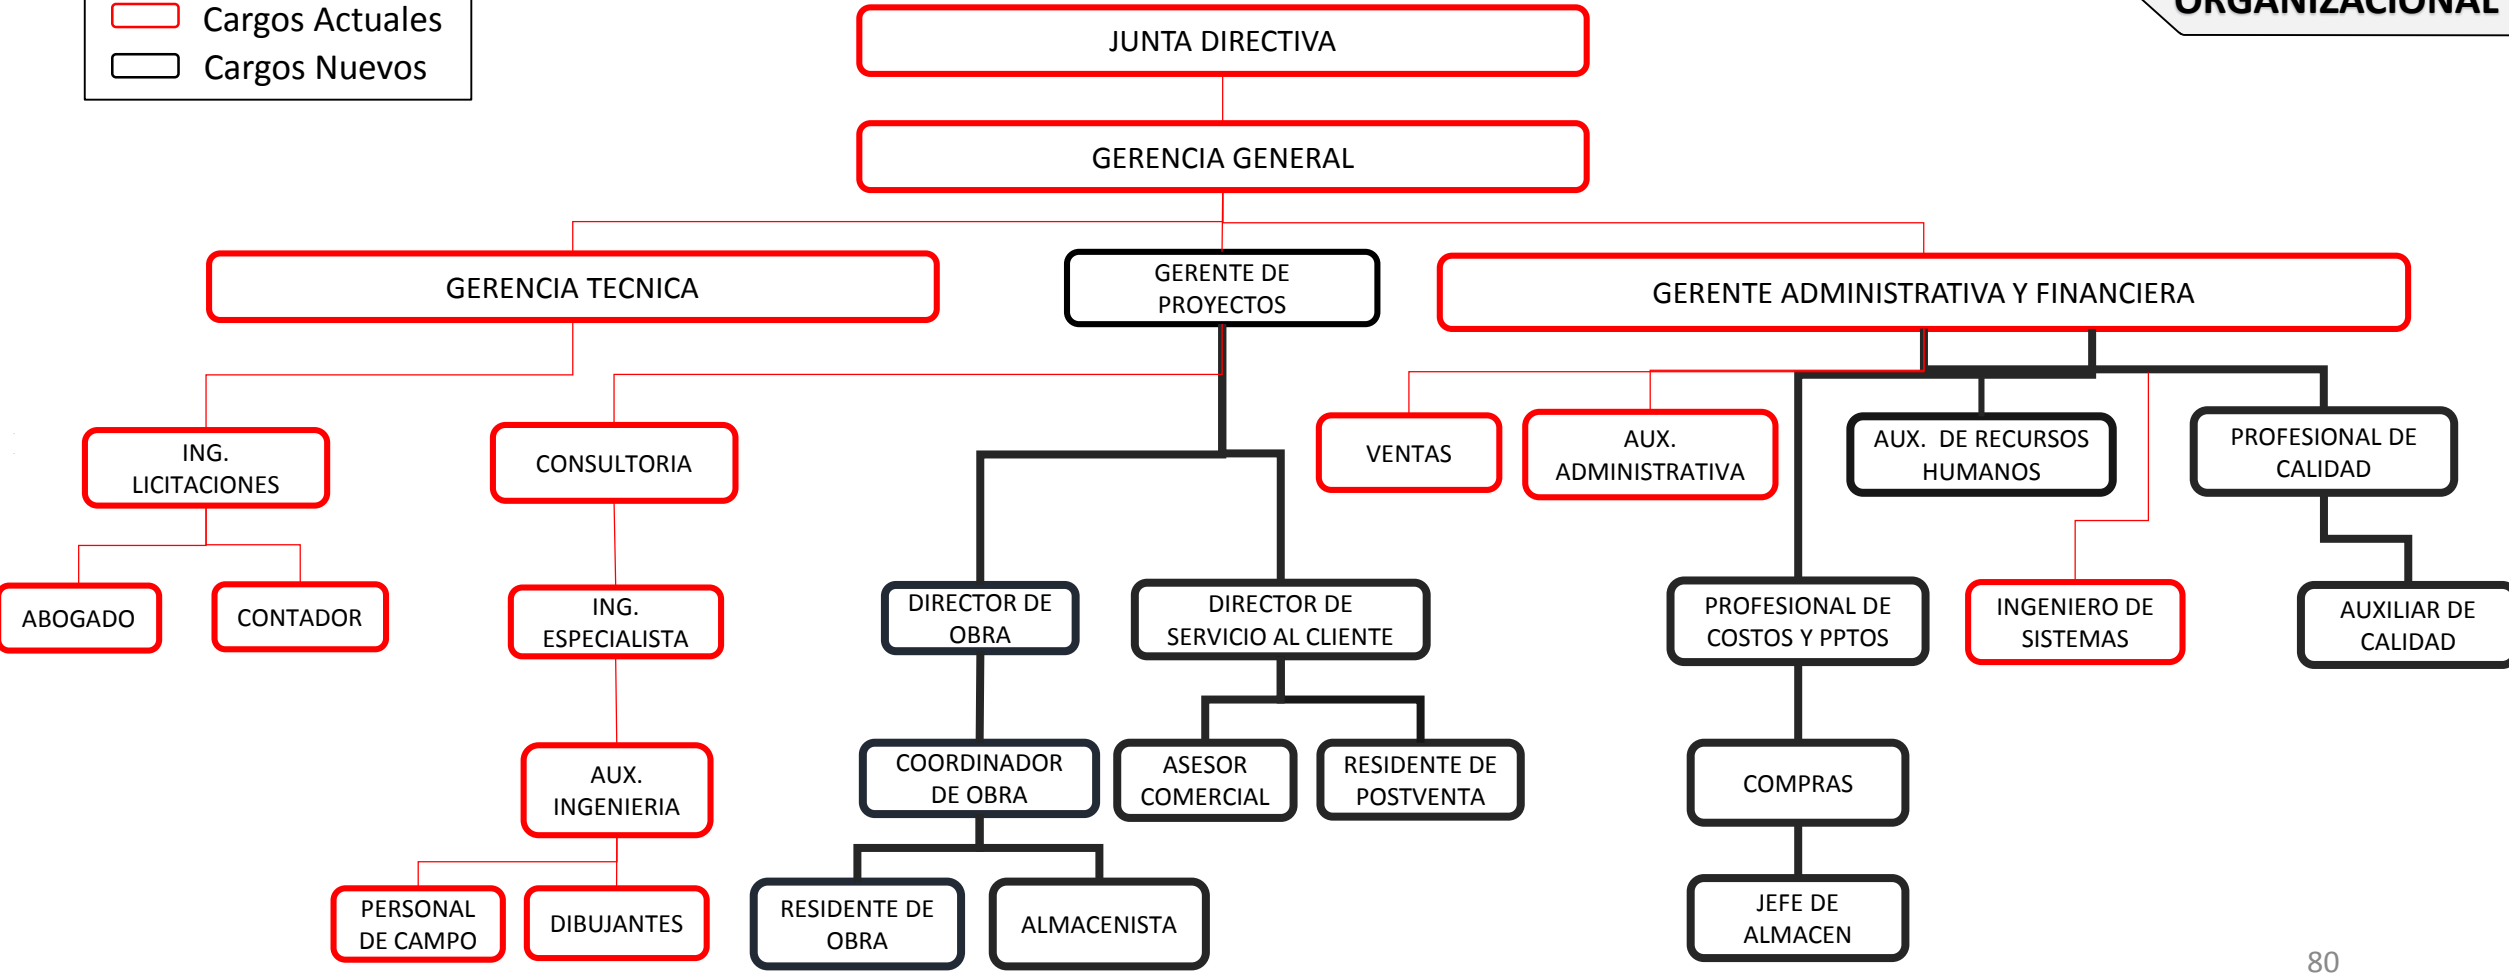 ORGANIZACIONAL
Cargos Actuales
Cargos Nuevos
JUNTA DIRECTIVA
GERENCIA GENERAL
GERENCIA TECNICA
GERENTE DE
PROYECTOS
GERENTE ADMINISTRATIVA Y FINANCIERA
ING.
LICITACIONES
CONSULTORIA
VENTAS
AUX.
ADMINISTRATIVA
AUX.  DE RECURSOS
HUMANOS
PROFESIONAL DE
CALIDAD
ABOGADO
CONTADOR
ING.
ESPECIALISTA
DIRECTOR DE
OBRA
DIRECTOR DE
SERVICIO AL CLIENTE
PROFESIONAL DE
COSTOS Y PPTOS
INGENIERO DE
SISTEMAS
AUXILIAR DE
CALIDAD
AUX.
INGENIERIA
COORDINADOR
DE OBRA
ASESOR
COMERCIAL
RESIDENTE DE
POSTVENTA
COMPRAS
PERSONAL
DE CAMPO
DIBUJANTES
RESIDENTE DE
OBRA
ALMACENISTA
JEFE DE
ALMACEN
80